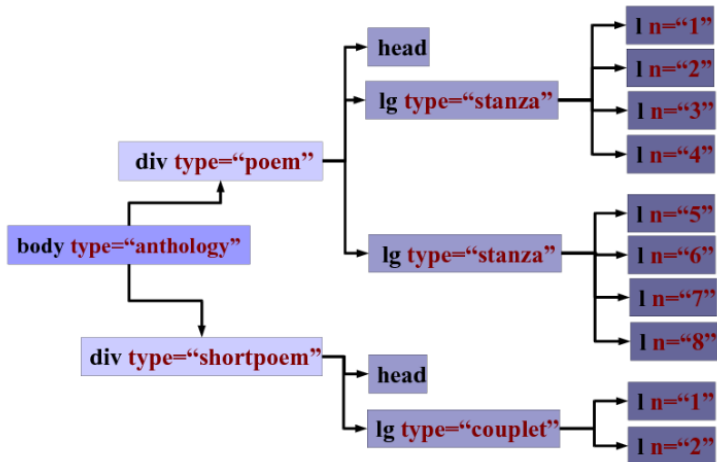 body type=“anthology”
div type=“poem”
head
lg type=“stanza”
l n=“1”
l n=“2”
l n=“3”
l n=“4”
lg type=“stanza”
l n=“5”
l n=“6”
l n=“7”
l n=“8”
div type=“shortpoem”
head
lg type=“couplet”
l n=“1”
l n=“2”